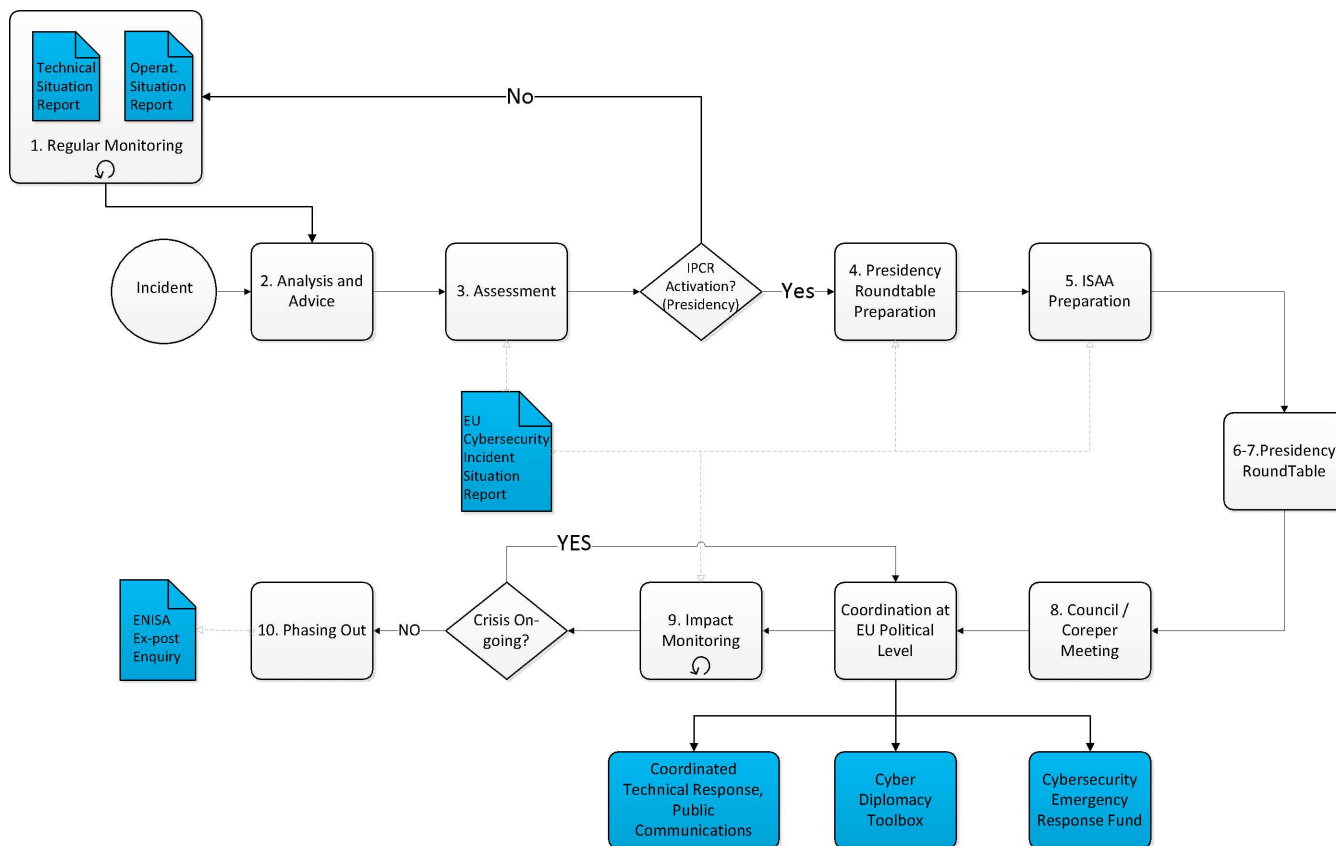 Technical
Situation
Report
Operat.
Situation
Report
1. Regular Monitoring
No
Incident
2. Analysis and
Advice
3. Assessment
IPCR
Activation?
(Presidency)
Yes
4. Presidency
Roundtable
Preparation
5. ISAA
Preparation
EU
Cybersecurity
Incident
Situation
Report
6-7.Presidency
RoundTable
YES
ENISA
Ex-post
Enquiry
10. Phasing Out
NO
Crisis On-
going?
9. Impact
Monitoring
Coordination at
EU Political
Level
8. Council /
Coreper
Meeting
Coordinated
Technical Response,
Public
Communications
Cyber
Diplomacy
Toolbox
Cybersecurity
Emergency
Response Fund